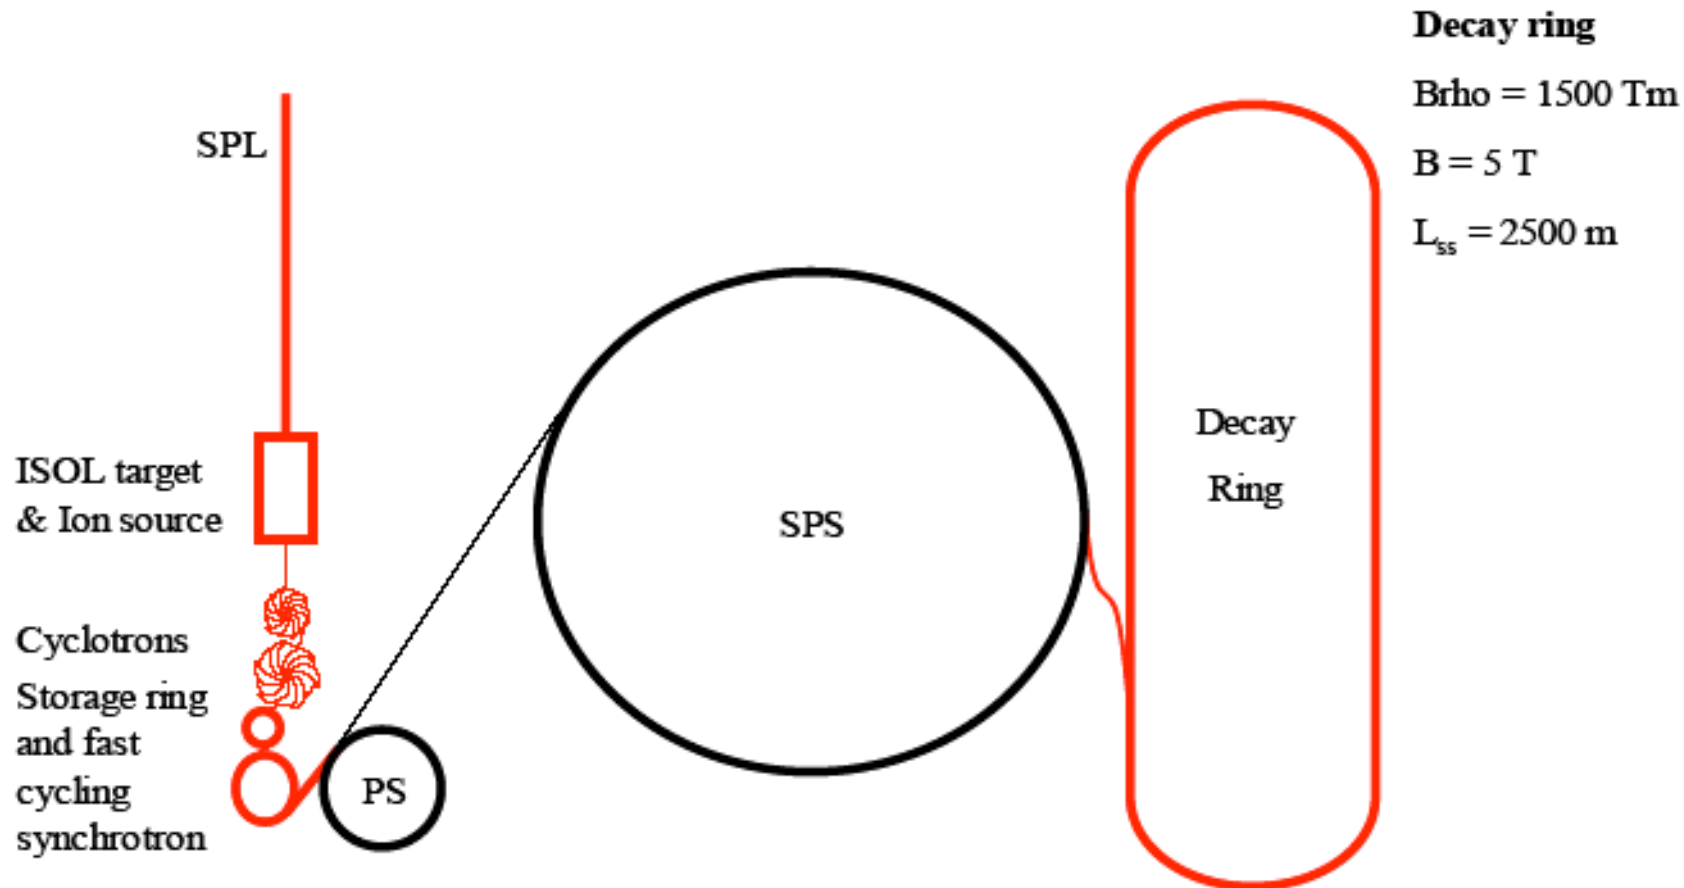 SPL
ISOL target
& Ion source
Cyclotrons
Storage ring
and fast
cycling
synchrotron
PS
SPS
Decay
Ring
Decay ring
Brho = 1500 Tm
B = 5 T
Lss = 2500 m